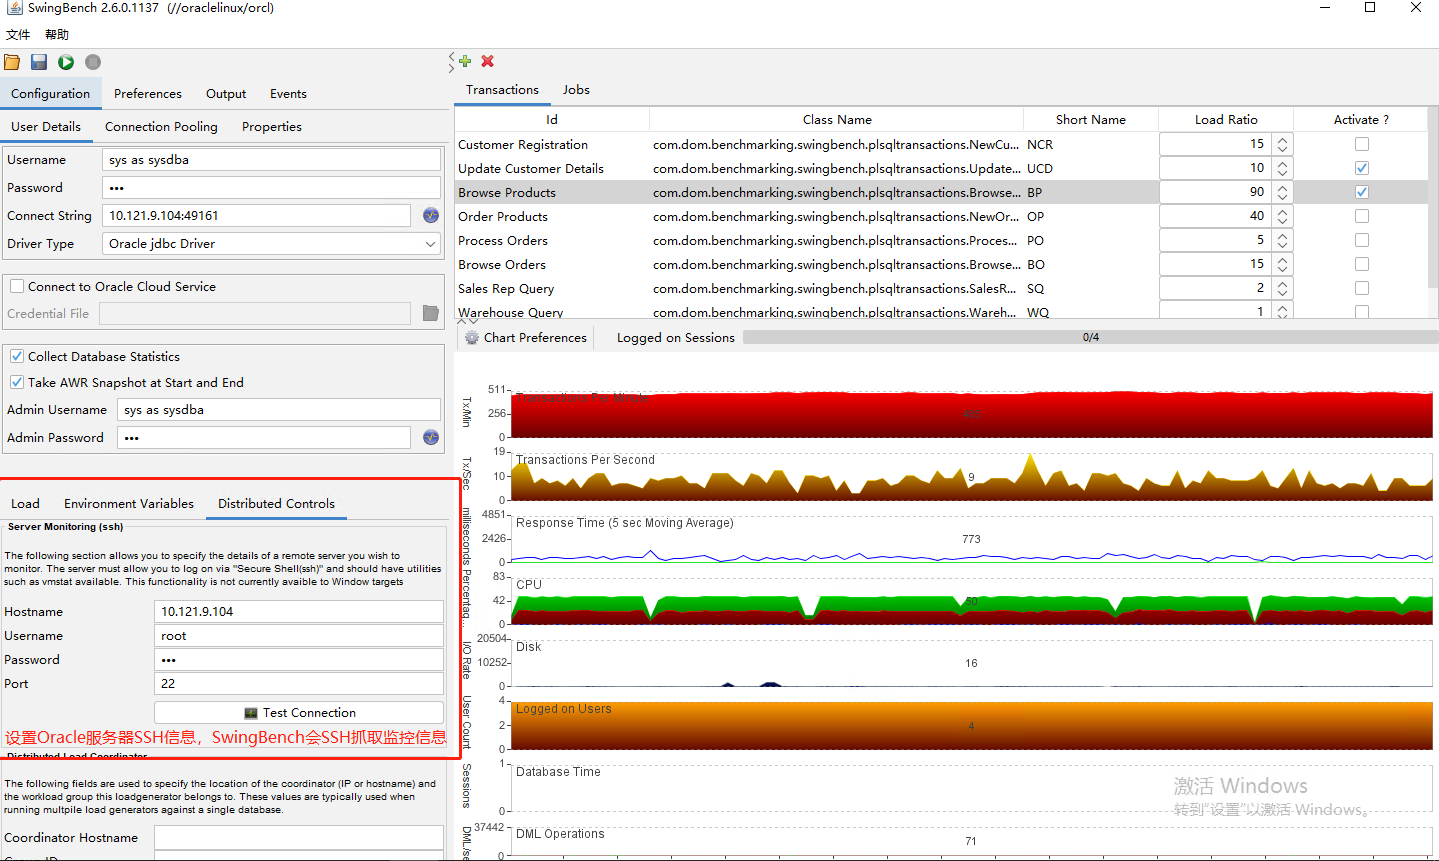 SwingBench 2.6.0.1137 (//oraclelinux/orcl)
文件 帮助
Configuration Preferences Output Events
User Details Connection Pooling Properties
Username sys as sysdba
Password •••
Connect String 10.121.9.104:49161
Driver Type Oracle jdbc Driver
Connect to Oracle Cloud Service
Credential File
Collect Database Statistics
Take AWR Snapshot at Start and End
Admin Username sys as sysdba
Admin Password •••
Load Environment Variables Distributed Controls
Server Monitoring (ssh)
The following section allows you to specify the details of a remote server you wish to
monitor. The server must allow you to log on via "Secure Shell(ssh)" and should have utilities
such as vmstat available. This functionality is not currently avaible to Window targets
Hostname 10.121.9.104
Username root
Password •••
Port 22
Test Connection
设置Oracle服务器SSH信息，SwingBench会SSH抓取监控信息
Distributed Load Coordinator
The following fields are used to specify the location of the coordinator (IP or hostname) and
the workload group this loadgenerator belongs to. These values are typically used when
running multpile load generators against a single database.
Coordinator Hostname
Group ID
Transactions Jobs
Id Class Name Short Name Load Ratio Activate ?
Customer Registration com.dom.benchmarking.swingbench.plsqltransactions.NewCu... NCR 15
Update Customer Details com.dom.benchmarking.swingbench.plsqltransactions.Update... UCD 10
Browse Products com.dom.benchmarking.swingbench.plsqltransactions.Browse... BP 90
Order Products com.dom.benchmarking.swingbench.plsqltransactions.NewOr... OP 40
Process Orders com.dom.benchmarking.swingbench.plsqltransactions.Proces... PO 5
Browse Orders com.dom.benchmarking.swingbench.plsqltransactions.Browse... BO 15
Sales Rep Query com.dom.benchmarking.swingbench.plsqltransactions.SalesR... SQ 2
Warehouse Query com.dom.benchmarking.swingbench.plsqltransactions.Wareh... WQ 1
Chart Preferences Logged on Sessions 0/4
Tx/Min 511 256 0 Transactions Per Minute
Tx/Sec 19 10 0 Transactions Per Second 9
milliseconds 4851 2426 0 Response Time (5 sec Moving Average) 773
Percentag... 83 42 0 CPU 50
I/O Rate 20504 10252 0 Disk 16
User Count 4 2 0 Logged on Users 4
Sessions 1 0 Database Time
DML/se 37442 0 DML Operations 71
激活 Windows
转到"设置"以激活 Windows。